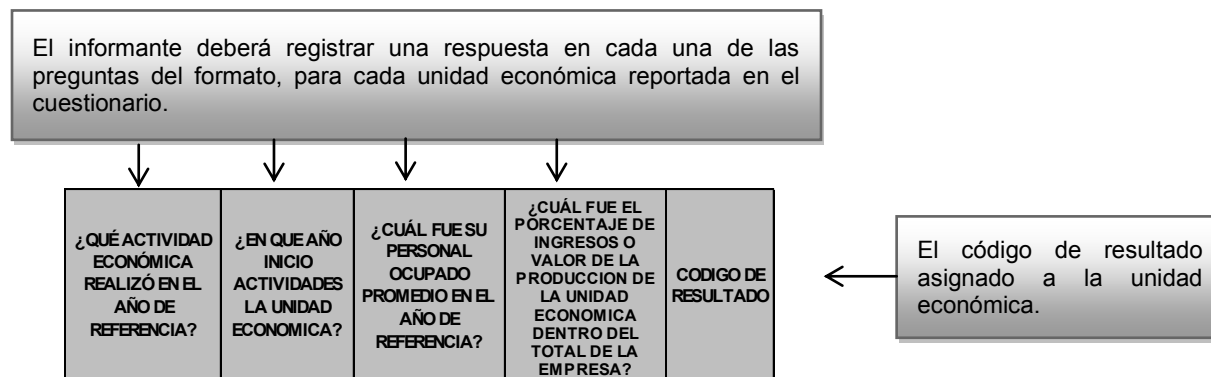 El informante deberá registrar una respuesta en cada una de las
preguntas del formato, para cada unidad económica reportada en el
cuestionario.
¿QUÉ ACTIVIDAD
ECONÓMICA
REALIZÓ EN EL
AÑO DE
REFERENCIA?
¿EN QUE AÑO
INICIO
ACTIVIDADES
LA UNIDAD
ECONOMICA?
¿CUÁL FUE SU
PERSONAL
OCUPADO
PROMEDIO EN EL
AÑO DE
REFERENCIA?
¿CUÁL FUE EL
PORCENTAJE DE
INGRESOS O
VALOR DE LA
PRODUCCION DE
LA UNIDAD
ECONOMICA
DENTRO DEL
TOTAL DE LA
EMPRESA?
CODIGO DE
RESULTADO
El código de resultado
asignado a la unidad
económica.